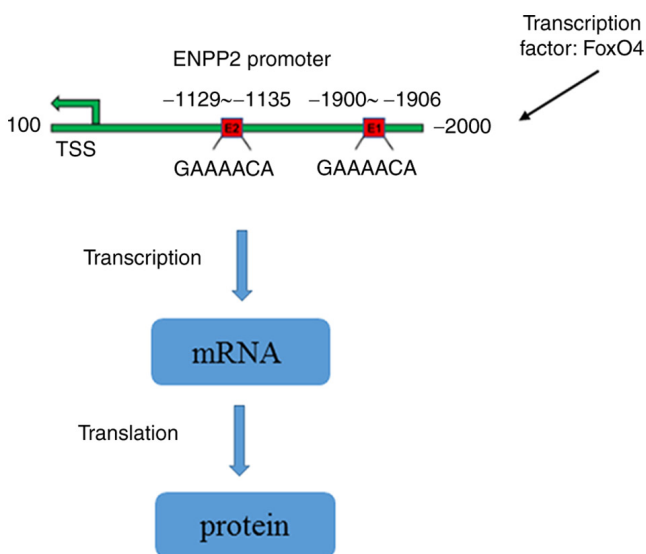 Transcription
factor: FoxO4
ENPP2 promoter
−1129~−1135 −1900~ −1906
100 E2 E1 −2000
TSS
GAAAACA GAAAACA
Transcription
mRNA
Translation
protein